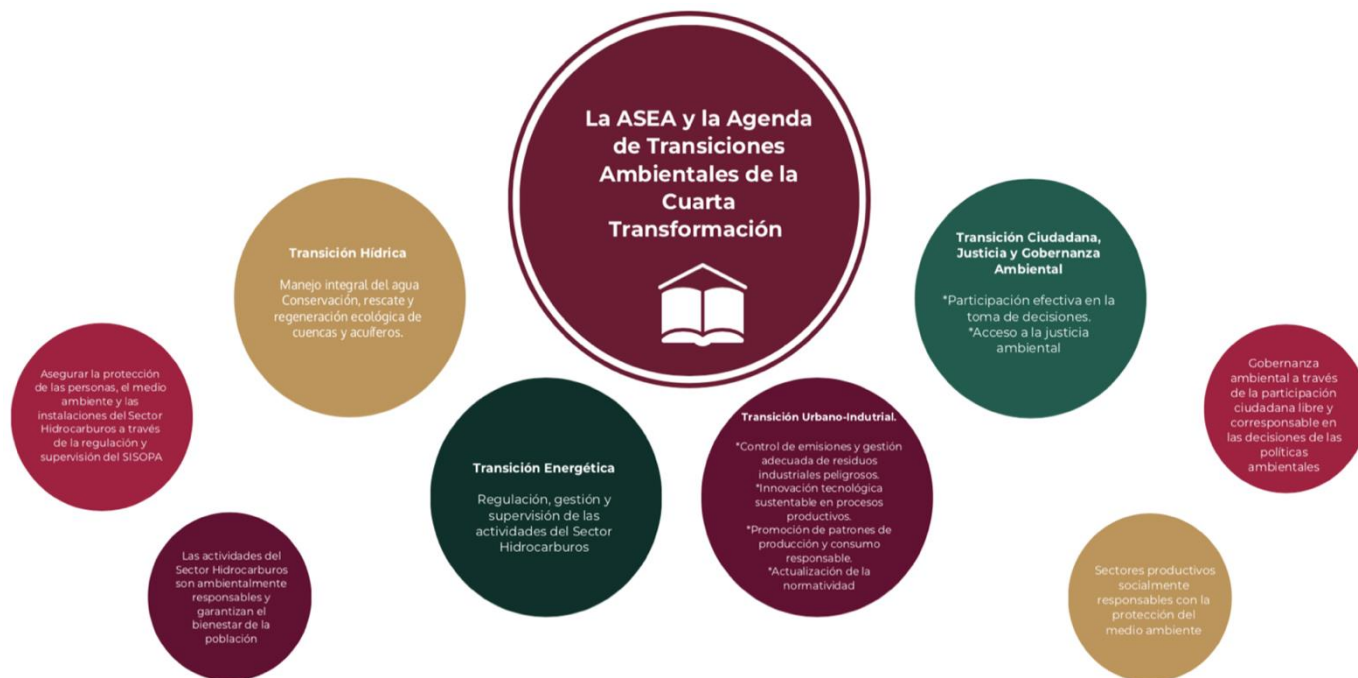 La ASEA y la Agenda
de Transiciones
Ambientales de la
Cuarta
Transformación
Transición Hídrica
Manejo integral del agua
Conservación, rescate y
regeneración ecológica de
cuencas y acuíferos.
Transición Ciudadana,
Justicia y Gobernanza
Ambiental
*Participación efectiva en la
toma de decisiones.
*Acceso a la justicia
ambiental
Asegurar la protección
de las personas, el medio
ambiente y las
instalaciones del Sector
Hidrocarburos a través
de la regulación y
supervisión del SISOPA
Transición Energética
Regulación, gestión y
supervisión de las
actividades del Sector
Hidrocarburos
Transición Urbano-Indutrial.
*Control de emisiones y gestión
adecuada de residuos
industriales peligrosos.
*Innovación tecnológica
sustentable en procesos
productivos.
*Promoción de patrones de
producción y consumo
responsable.
*Actualización de la
normatividad
Gobernanza
ambiental a través
de la participación
ciudadana libre y
corresponsable en
las decisiones de las
políticas
ambientales
Las actividades del
Sector Hidrocarburos
son ambientalmente
responsables y
garantizan el
bienestar de la
población
Sectores productivos
socialmente
responsables con la
protección del
medio ambiente